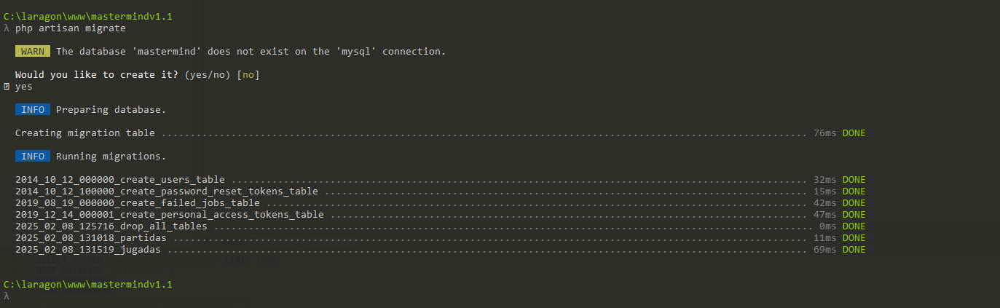 C:\laragon\www\mastermindv1.1
λ php artisan migrate
WARN The database 'mastermind' does not exist on the 'mysql' connection.
Would you like to create it? (yes/no) [no]
yes
INFO Preparing database.
Creating migration table ............................................................................................................... 76ms DONE
INFO Running migrations.
2014_10_12_000000_create_users_table ................................................................................................... 32ms DONE
2014_10_12_100000_create_password_reset_tokens_table ................................................................................... 15ms DONE
2019_08_19_000000_create_failed_jobs_table ............................................................................................. 42ms DONE
2019_12_14_000001_create_personal_access_tokens_table .................................................................................. 47ms DONE
2025_02_08_125716_drop_all_tables ....................................................................................................... 0ms DONE
2025_02_08_131018_partidas ............................................................................................................. 11ms DONE
2025_02_08_131519_jugadas .............................................................................................................. 69ms DONE
DROP DATABASE
C:\laragon\www\mastermindv1.1
λ